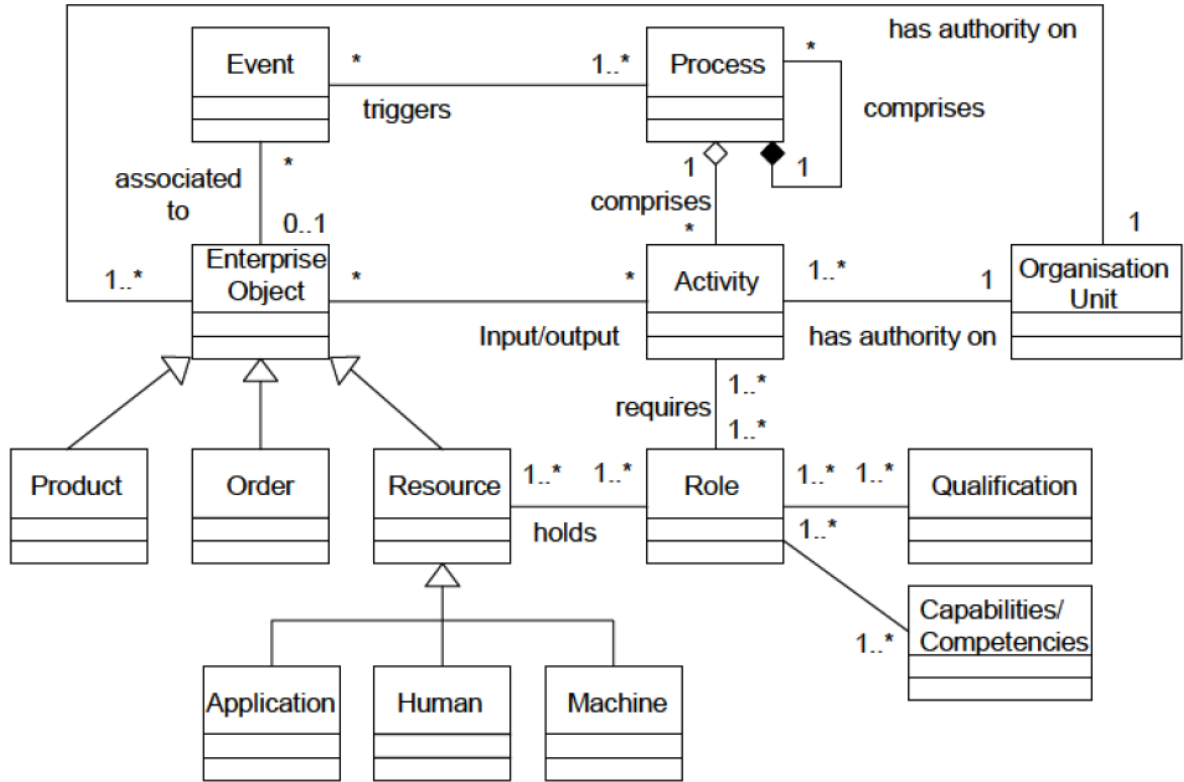 has authority on
Event
*
1..*
Process
*
triggers
comprises
*
1
1
associated
to
comprises
0..1
*
1
1..*
Enterprise
Object
*
*
Activity
1..*
1
Organisation
Unit
Input/output
has authority on
1..*
requires
1..*
Product
Order
Resource
1..*
1..*
Role
1..*
1..*
Qualification
holds
1..*
Capabilities/
Competencies
1..*
Application
Human
Machine